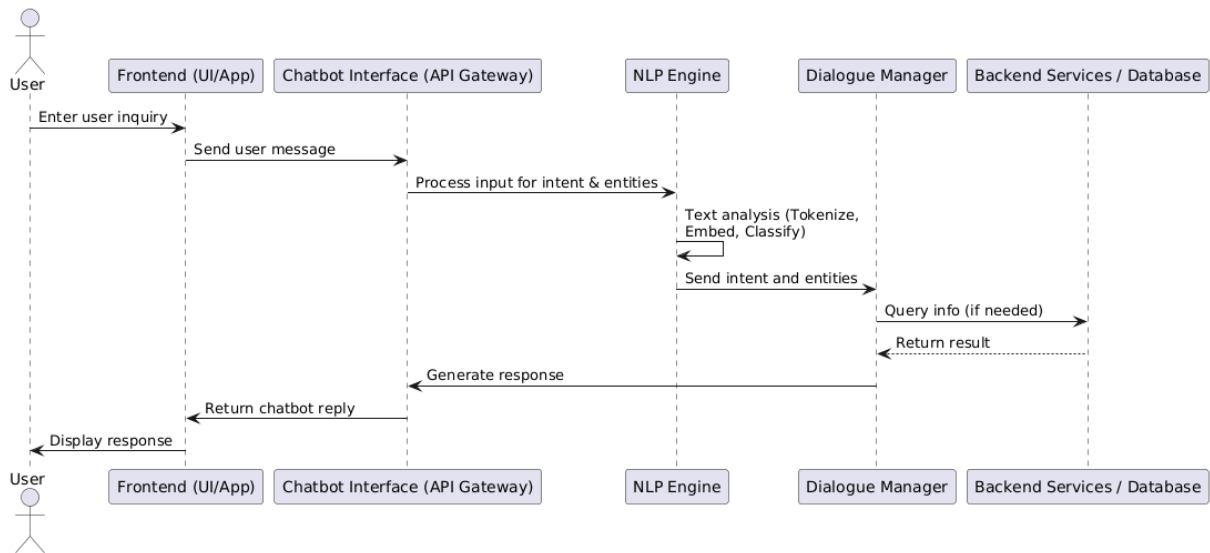 User
Frontend (UI/App)
Chatbot Interface (API Gateway)
NLP Engine
Dialogue Manager
Backend Services / Database
Enter user inquiry
Send user message
Process input for intent & entities
Text analysis (Tokenize,
Embed, Classify)
Send intent and entities
Query info (if needed)
Return result
Generate response
Return chatbot reply
Display response
User
Frontend (UI/App)
Chatbot Interface (API Gateway)
NLP Engine
Dialogue Manager
Backend Services / Database